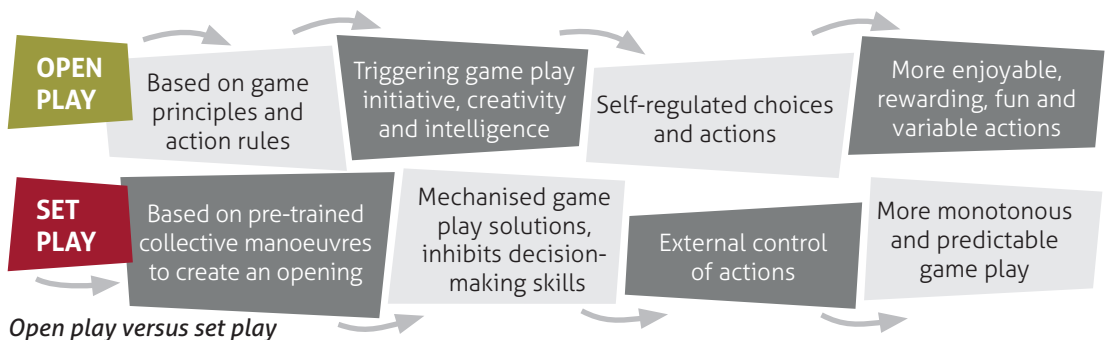 OPEN
PLAY
Based on game
principles and
action rules
Triggering game play
initiative, creativity
and intelligence
Self-regulated choices
and actions
More enjoyable,
rewarding, fun and
variable actions
SET
PLAY
Based on pre-trained
collective manoeuvres
to create an opening
Mechanised game
play solutions,
inhibits decision-
making skills
External control
of actions
More monotonous
and predictable
game play
Open play versus set play